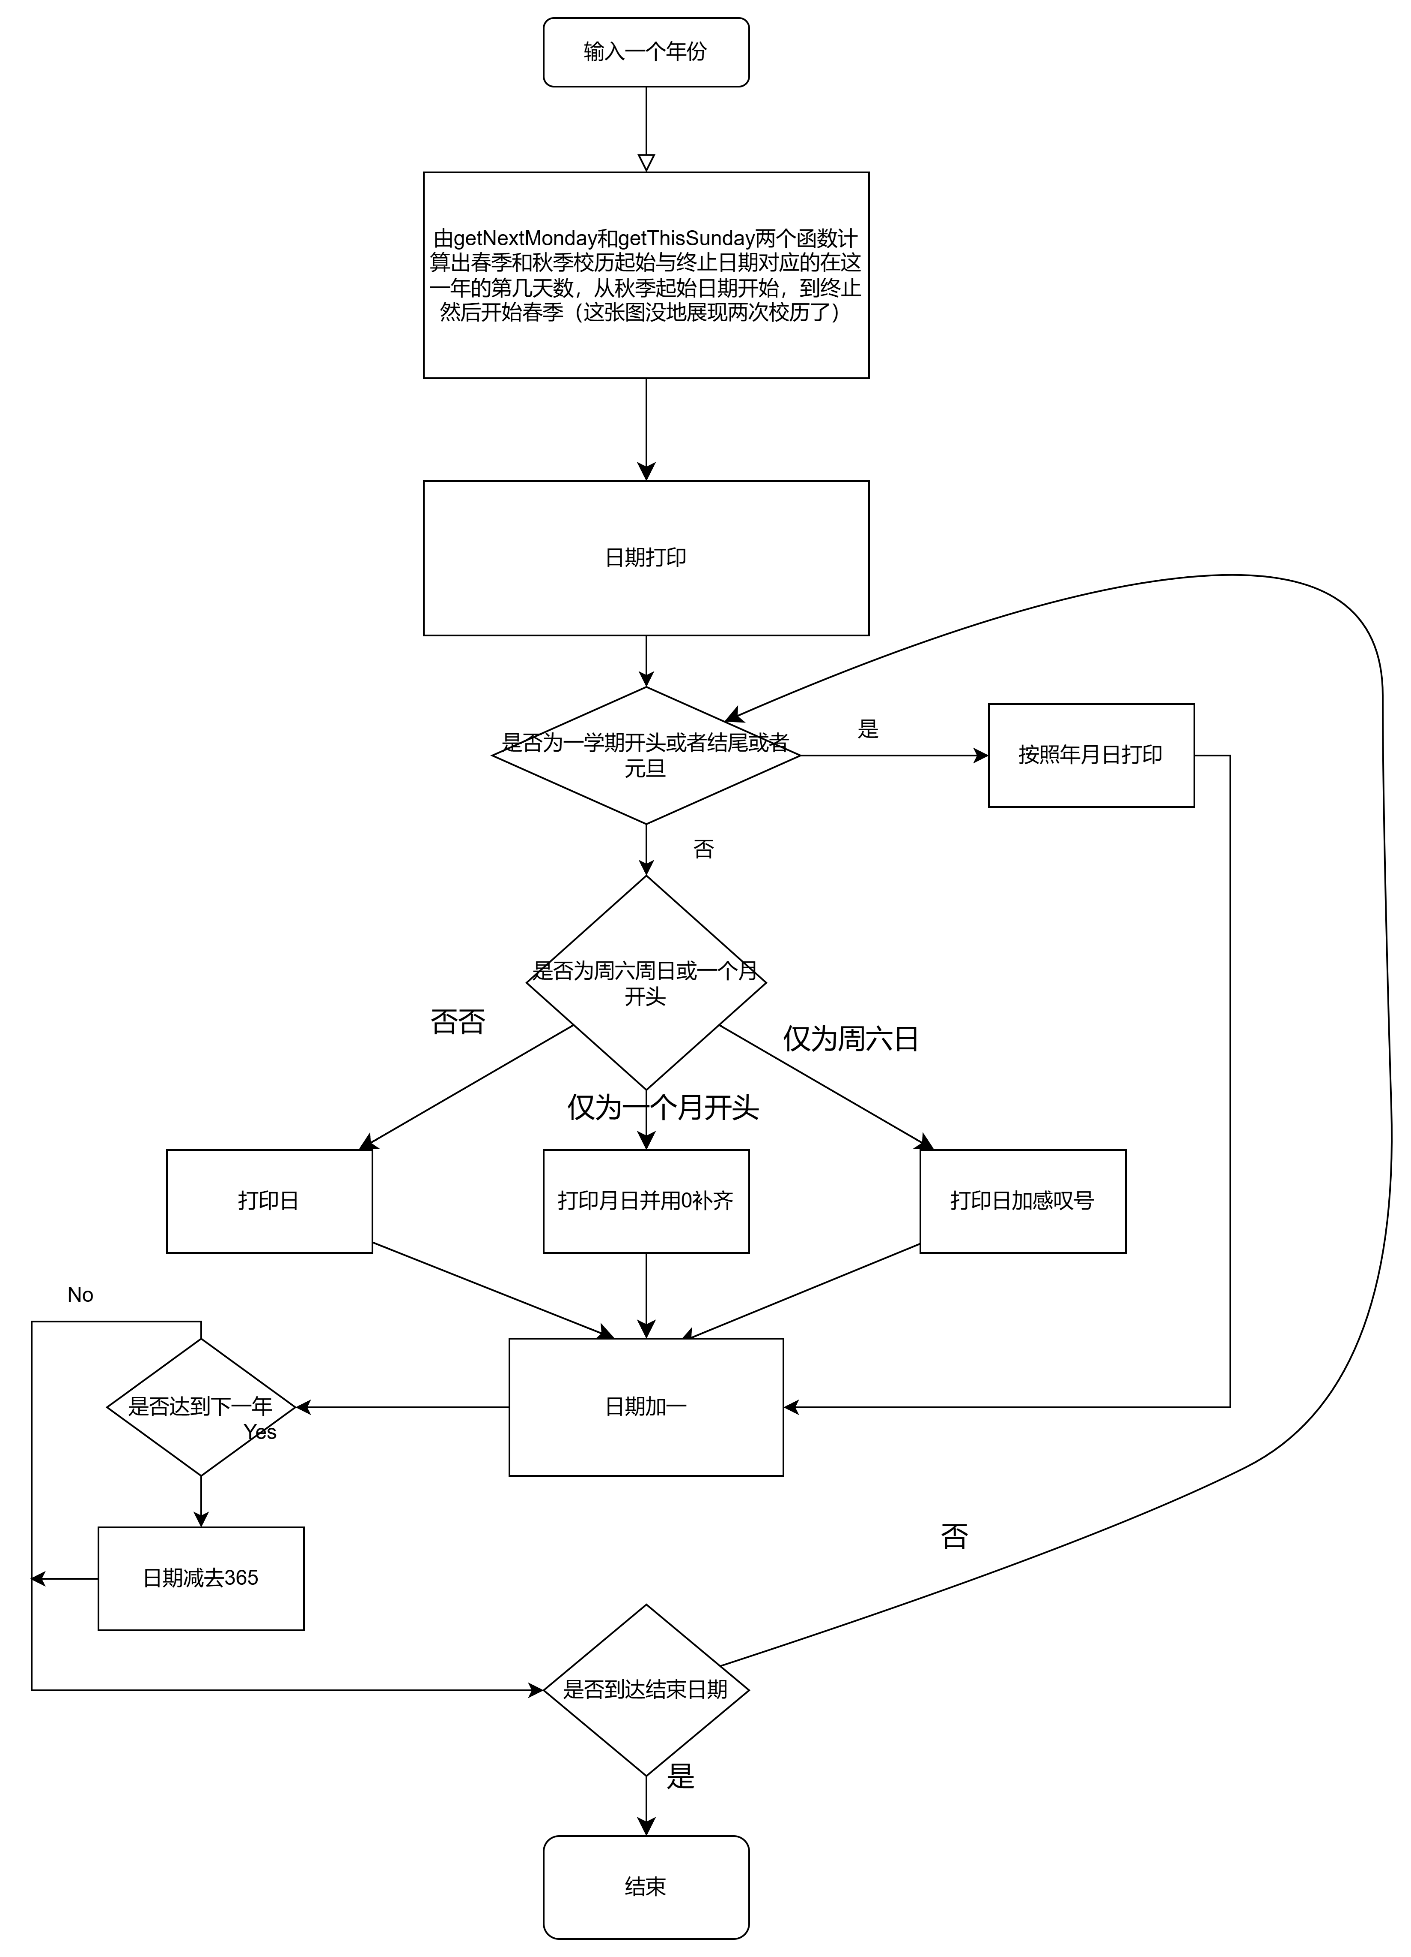 输入一个年份
由getNextMonday和getThisSunday两个函数计
算出春季和秋季校历起始与终止日期对应的在这
一年的第几天数，从秋季起始日期开始，到终止
然后开始春季（这张图没地展现两次校历了）
日期打印
是否为一学期开头或者结尾或者
元旦
是
按照年月日打印
否
是否为周六周日或一个月
开头
否否
仅为周六日
仅为一个月开头
打印日
打印月日并用0补齐
打印日加感叹号
No
是否达到下一年
Yes
日期加一
日期减去365
否
是否到达结束日期
是
结束